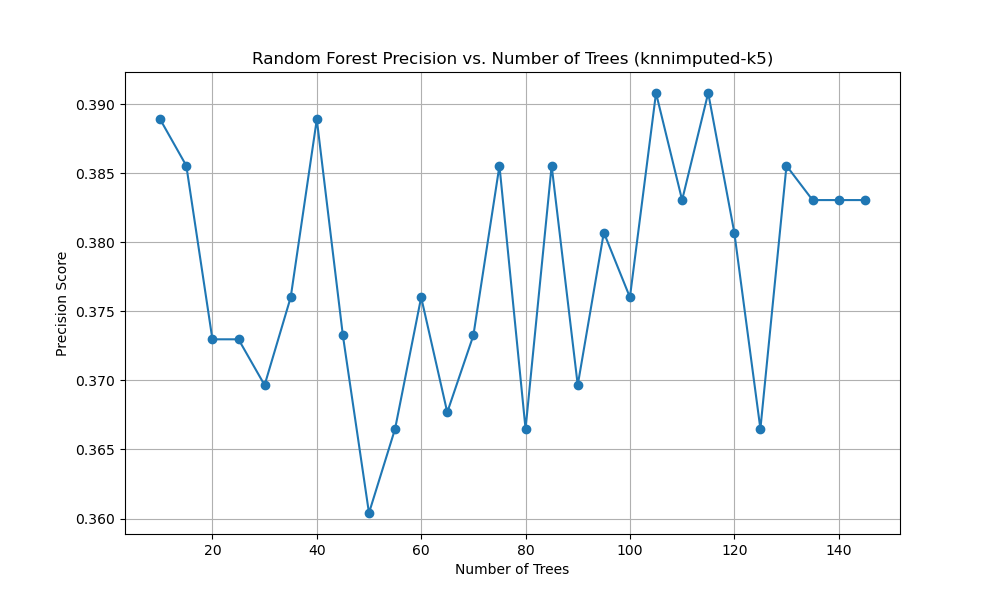 Random Forest Precision vs. Number of Trees (knnimputed-k5)
Precision Score
0.390
0.385
0.380
0.375
0.370
0.365
0.360
20 40 60 80 100 120 140
Number of Trees